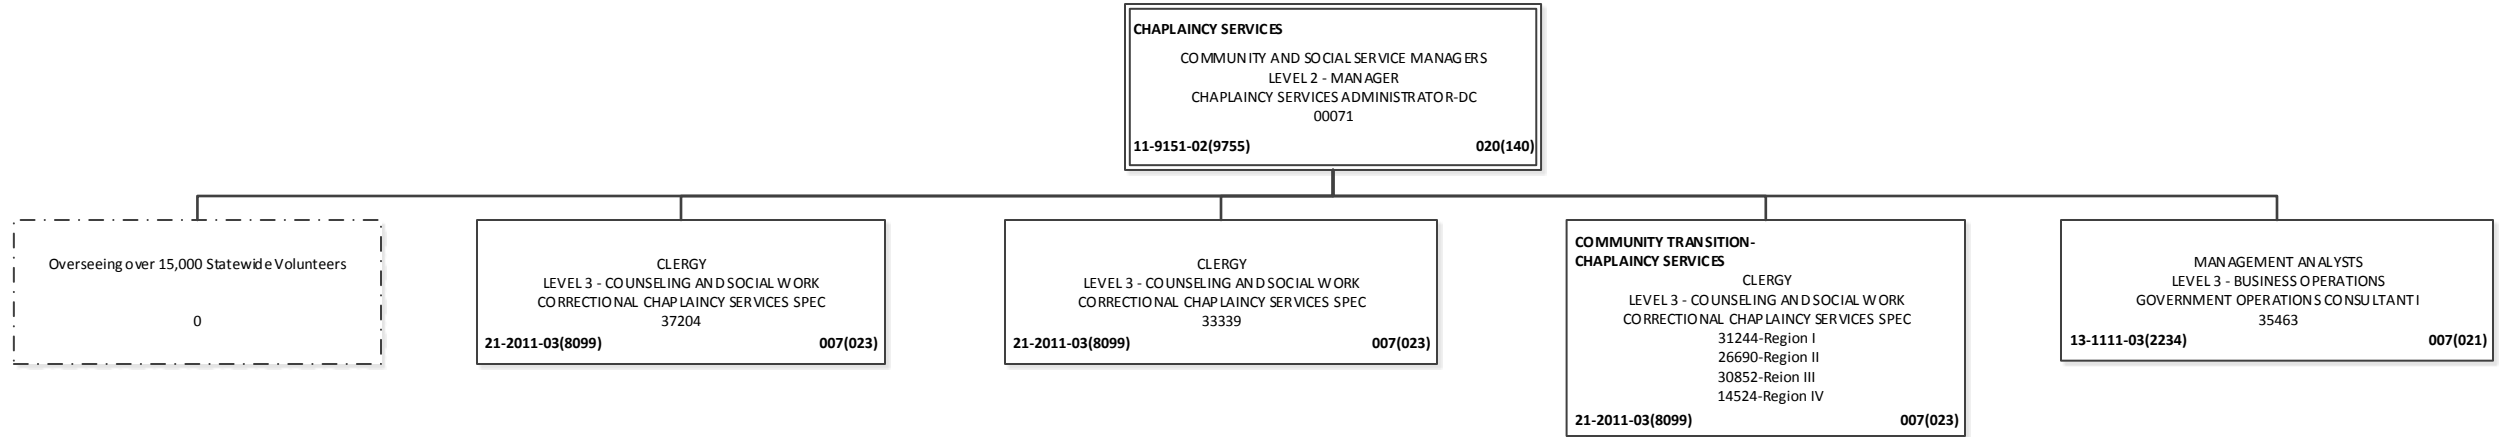 CHAPLAINCY SERVICES
COMMUNITY AND SOCIAL SERVICE MANAGERS
LEVEL 2 - MANAGER
CHAPLAINCY SERVICES ADMINISTRATOR-DC
00071
11-9151-02(9755) 020(140)
Overseeing over 15,000 Statewide Volunteers
0
CLERGY
LEVEL 3 - COUNSELING AND SOCIAL WORK
CORRECTIONAL CHAPLAINCY SERVICES SPEC
37204
21-2011-03(8099) 007(023)
CLERGY
LEVEL 3 - COUNSELING AND SOCIAL WORK
CORRECTIONAL CHAPLAINCY SERVICES SPEC
33339
21-2011-03(8099) 007(023)
COMMUNITY TRANSITION-
CHAPLAINCY SERVICES
CLERGY
LEVEL 3 - COUNSELING AND SOCIAL WORK
CORRECTIONAL CHAPLAINCY SERVICES SPEC
31244-Region I
26690-Region II
30852-Reion III
14524-Region IV
21-2011-03(8099) 007(023)
MANAGEMENT ANALYSTS
LEVEL 3 - BUSINESS OPERATIONS
GOVERNMENT OPERATIONS CONSULTANT I
35463
13-1111-03(2234) 007(021)